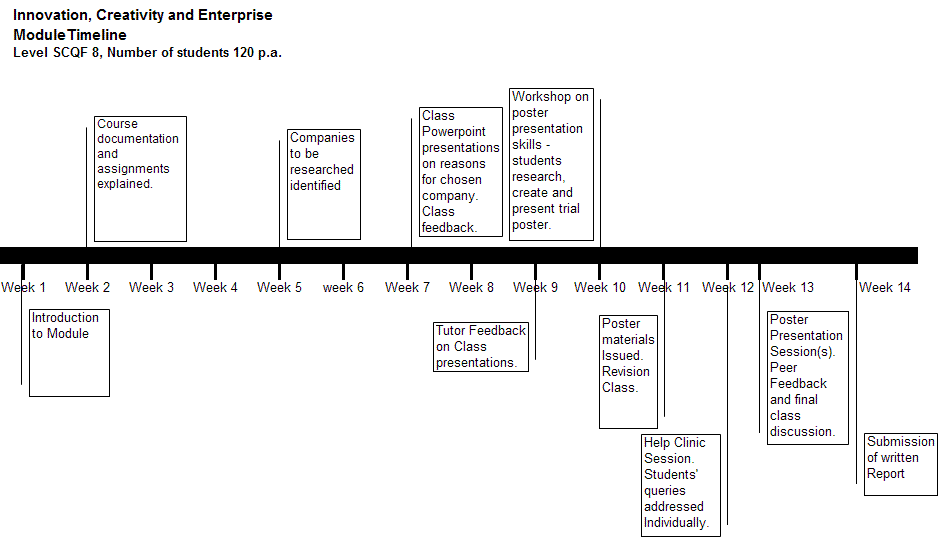 Innovation, Creativity and Enterprise
Module Timeline
Level SCQF 8, Number of students 120 p.a.
Course
documentation
and
assignments
explained.
Companies
to be
researched
identified
Class
Powerpoint
presentations
on reasons
for chosen
company.
Class
feedback.
Workshop on
poster
presentation
skills -
students
research,
create and
present trial
poster.
Week 1 Week 2 Week 3 Week 4 Week 5 week 6 Week 7 Week 8 Week 9 Week 10 Week 11 Week 12 Week 13 Week 14
Introduction
to Module
Tutor Feedback
on Class
presentations.
Poster
materials
Issued.
Revision
Class.
Help Clinic
Session.
Students'
queries
addressed
Individually.
Poster
Presentation
Session(s).
Peer
Feedback
and final
class
discussion.
Submission
of written
Report